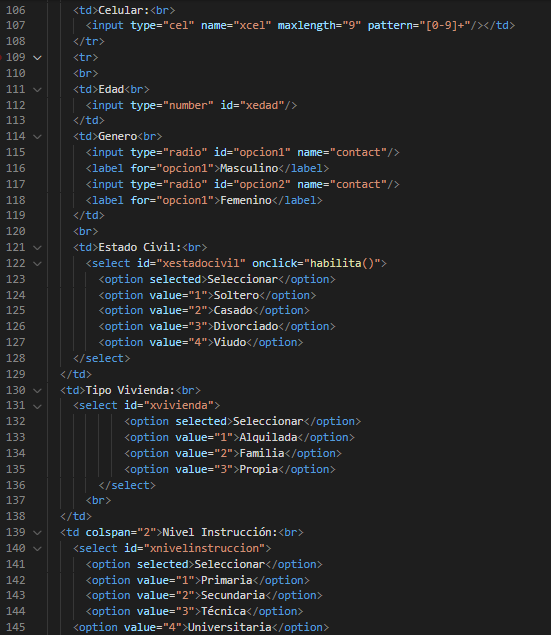 106 <td>Celular:<br>
107 <input type="cel" name="xcel" maxlength="9" pattern="[0-9]+"/></td>
108 </tr>
109 <tr>
110 <br>
111 <td>Edad<br>
112 <input type="number" id="xedad"/>
113 </td>
114 <td>Genero<br>
115 <input type="radio" id="opcion1" name="contact"/>
116 <label for="opcion1">Masculino</label>
117 <input type="radio" id="opcion2" name="contact"/>
118 <label for="opcion1">Femenino</label>
119 </td>
120 <br>
121 <td>Estado Civil:<br>
122 <select id="xestadocivil" onclick="habilita()">
123 <option selected>Seleccionar</option>
124 <option value="1">Soltero</option>
125 <option value="2">Casado</option>
126 <option value="3">Divorciado</option>
127 <option value="4">Viudo</option>
128 </select>
129 </td>
130 <td>Tipo Vivienda:<br>
131 <select id="xvivienda">
132 <option selected>Seleccionar</option>
133 <option value="1">Alquilada</option>
134 <option value="2">Familia</option>
135 <option value="3">Propia</option>
136 </select>
137 <br>
138 </td>
139 <td colspan="2">Nivel Instrucción:<br>
140 <select id="xnivelinstruccion">
141 <option selected>Seleccionar</option>
142 <option value="1">Primaria</option>
143 <option value="2">Secundaria</option>
144 <option value="3">Técnica</option>
145 <option value="4">Universitaria</option>